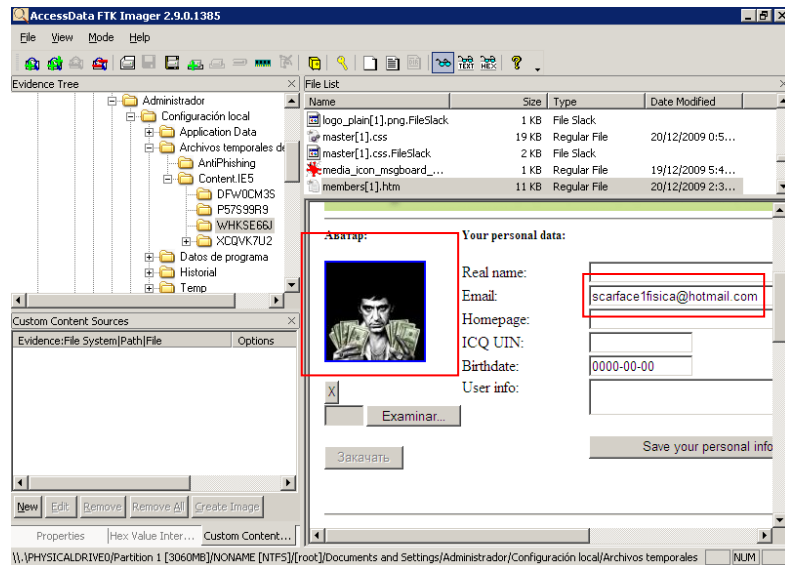 AccessData FTK Imager 2.9.0.1385
File View Mode Help
Evidence Tree
Administrador
Configuración local
Application Data
Archivos temporales de
AntiPhishing
Content.IE5
DFW0CM3S
P57S99R9
WHKSE66J
XCQVK7U2
Datos de programa
Historial
Temp
Custom Content Sources
Evidence:File System|Path|File Options
New Edit Remove Remove All Create Image
Properties Hex Value Inter... Custom Content...
File List
Name Size Type Date Modified
logo_plain[1].png.FileSlack 1 KB File Slack
master[1].css 19 KB Regular File 20/12/2009 0:5...
master[1].css.FileSlack 2 KB File Slack
media_icon_msgboard_... 1 KB Regular File 19/12/2009 5:4...
members[1].htm 11 KB Regular File 20/12/2009 2:3...
Аватар: Your personal data:
Real name:
Email: scarface1fisica@hotmail.com
Homepage:
ICQ UIN:
Birthdate: 0000-00-00
User info:
X
Examinar...
Закачать
Save your personal info
\\.\PHYSICALDRIVE0/Partition 1 [3060MB]/NONAME [NTFS]/[root]/Documents and Settings/Administrador/Configuración local/Archivos temporales NUM